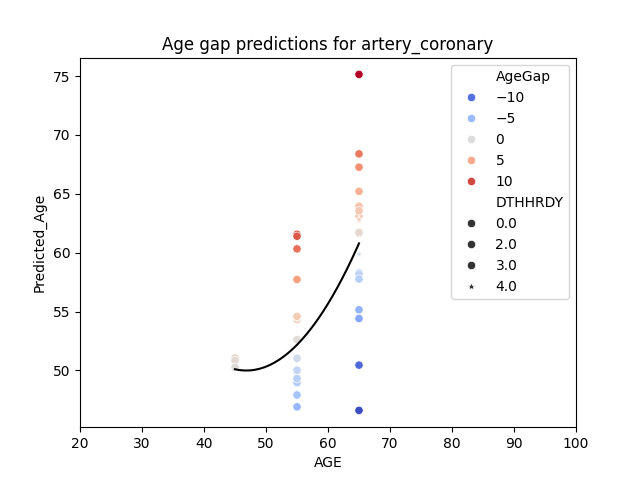 Age gap predictions for artery_coronary
Predicted_Age
75
70
65
60
55
50
20 30 40 50 60 70 80 90 100
AGE
AgeGap
−10
−5
0
5
10
DTHHRDY
0.0
2.0
3.0
4.0